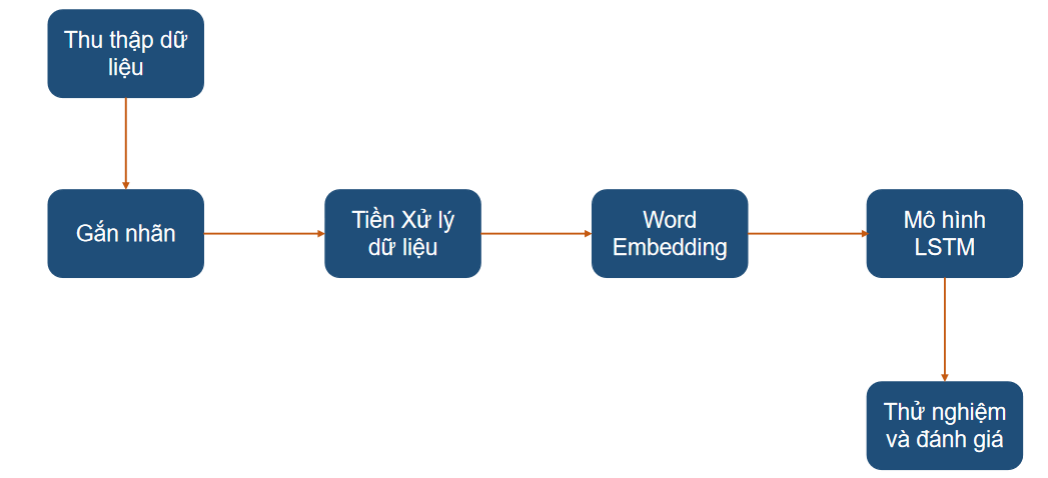 Thu thập dữ
liệu
Gắn nhãn
Tiền Xử lý
dữ liệu
Word
Embedding
Mô hình
LSTM
Thử nghiệm
và đánh giá